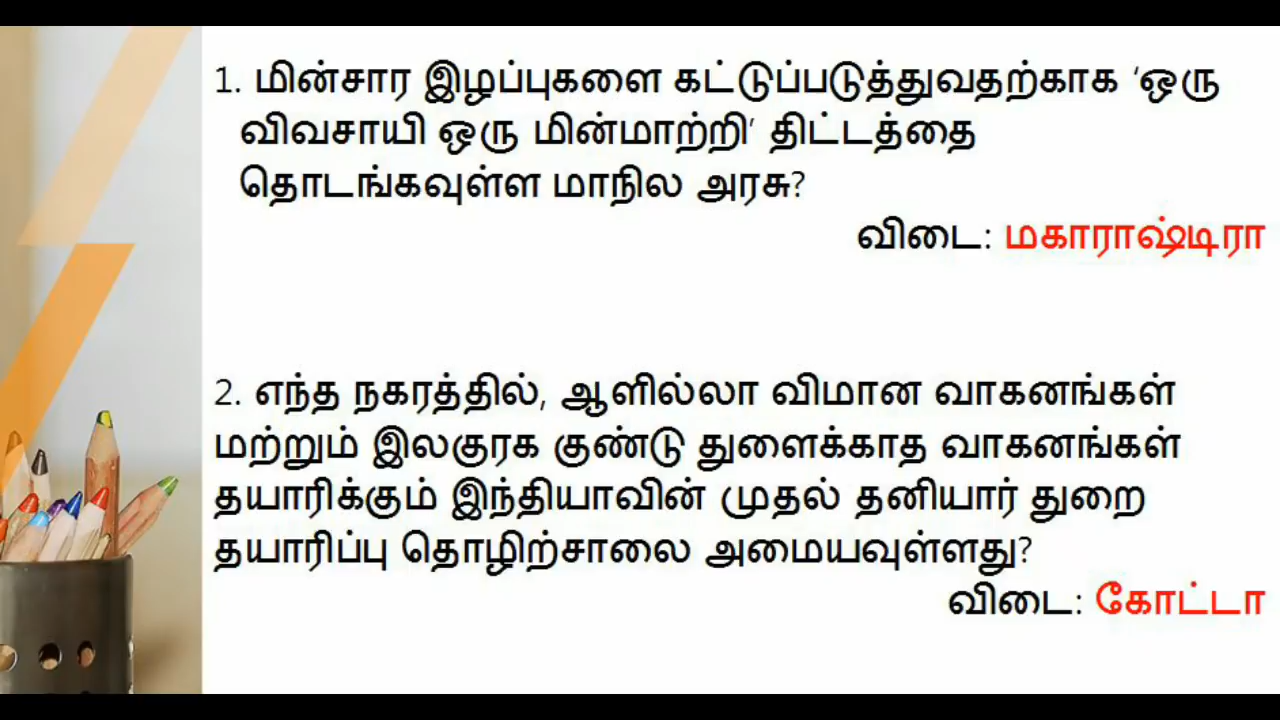 1. மின்சார இழப்புகளை கட்டுப்படுத்துவதற்காக ‘ஒரு
விவசாயி ஒரு மின்மாற்றி’ திட்டத்தை
தொடங்கவுள்ள மாநில அரசு?
விடை: மகாராஷ்டிரா
2. எந்த நகரத்தில், ஆளில்லா விமான வாகனங்கள்
மற்றும் இலகுரக குண்டு துளைக்காத வாகனங்கள்
தயாரிக்கும் இந்தியாவின் முதல் தனியார் துறை
தயாரிப்பு தொழிற்சாலை அமையவுள்ளது?
விடை: கோட்டா